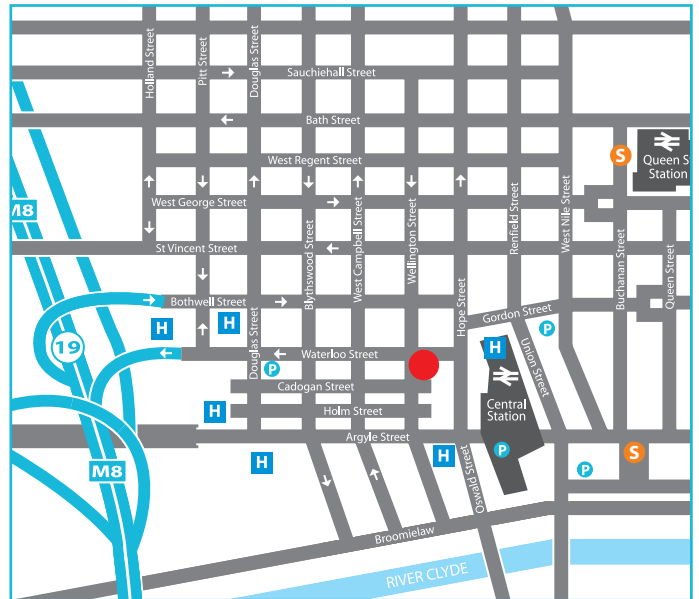 Holland Street
Pitt Street
Douglas Street
Sauchiehall Street
Bath Street
West Regent Street
S
Queen S
Station
M8
West George Street
St Vincent Street
Blythswood Street
West Campbell Street
Wellington Street
Hope Street
Renfield Street
West Nile Street
Buchanan Street
Queen Street
Bothwell Street
Gordon Street
H
H
P
19
Douglas Street
Waterloo Street
H
Union Street
P
Cadogan Street
H
Holm Street
Central
Station
Argyle Street
H
H
P
S
P
M8
Oswald Street
Broomielaw
RIVER CLYDE